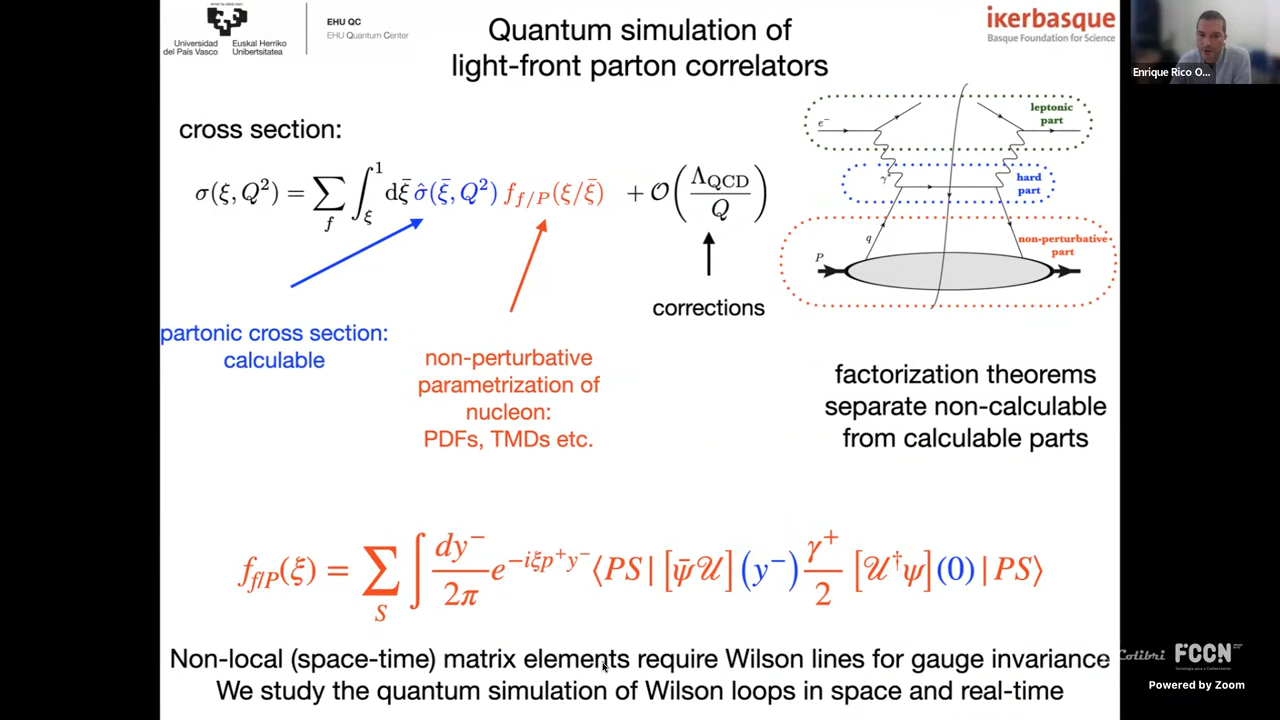 Universidad del País Vasco
Euskal Herriko Unibertsitatea
EHU QC
EHU Quantum Center
Quantum simulation of
light-front parton correlators
ikerbasque
Basque Foundation for Science
Enrique Rico O...
cross section:
σ(ξ, Q²) = ∑_f ∫_ξ^1 dξ̄ σ̂(ξ̄, Q²) f_{f/P}(ξ/ξ̄) + 𝒪(Λ_QCD / Q)
e⁻
leptonic
part
γ*
hard
part
q
P
non-perturbative
part
partonic cross section:
calculable
non-perturbative
parametrization of
nucleon:
PDFs, TMDs etc.
corrections
factorization theorems
separate non-calculable
from calculable parts
f_{f/P}(ξ) = ∑_S ∫ dy⁻/2π e^{-iξp⁺y⁻} ⟨PS| [ψ̄𝒰](y⁻) γ⁺/2 [𝒰†ψ](0) |PS⟩
Non-local (space-time) matrix elements require Wilson lines for gauge invariance
We study the quantum simulation of Wilson loops in space and real-time
Colibri
FCCN
Powered by Zoom